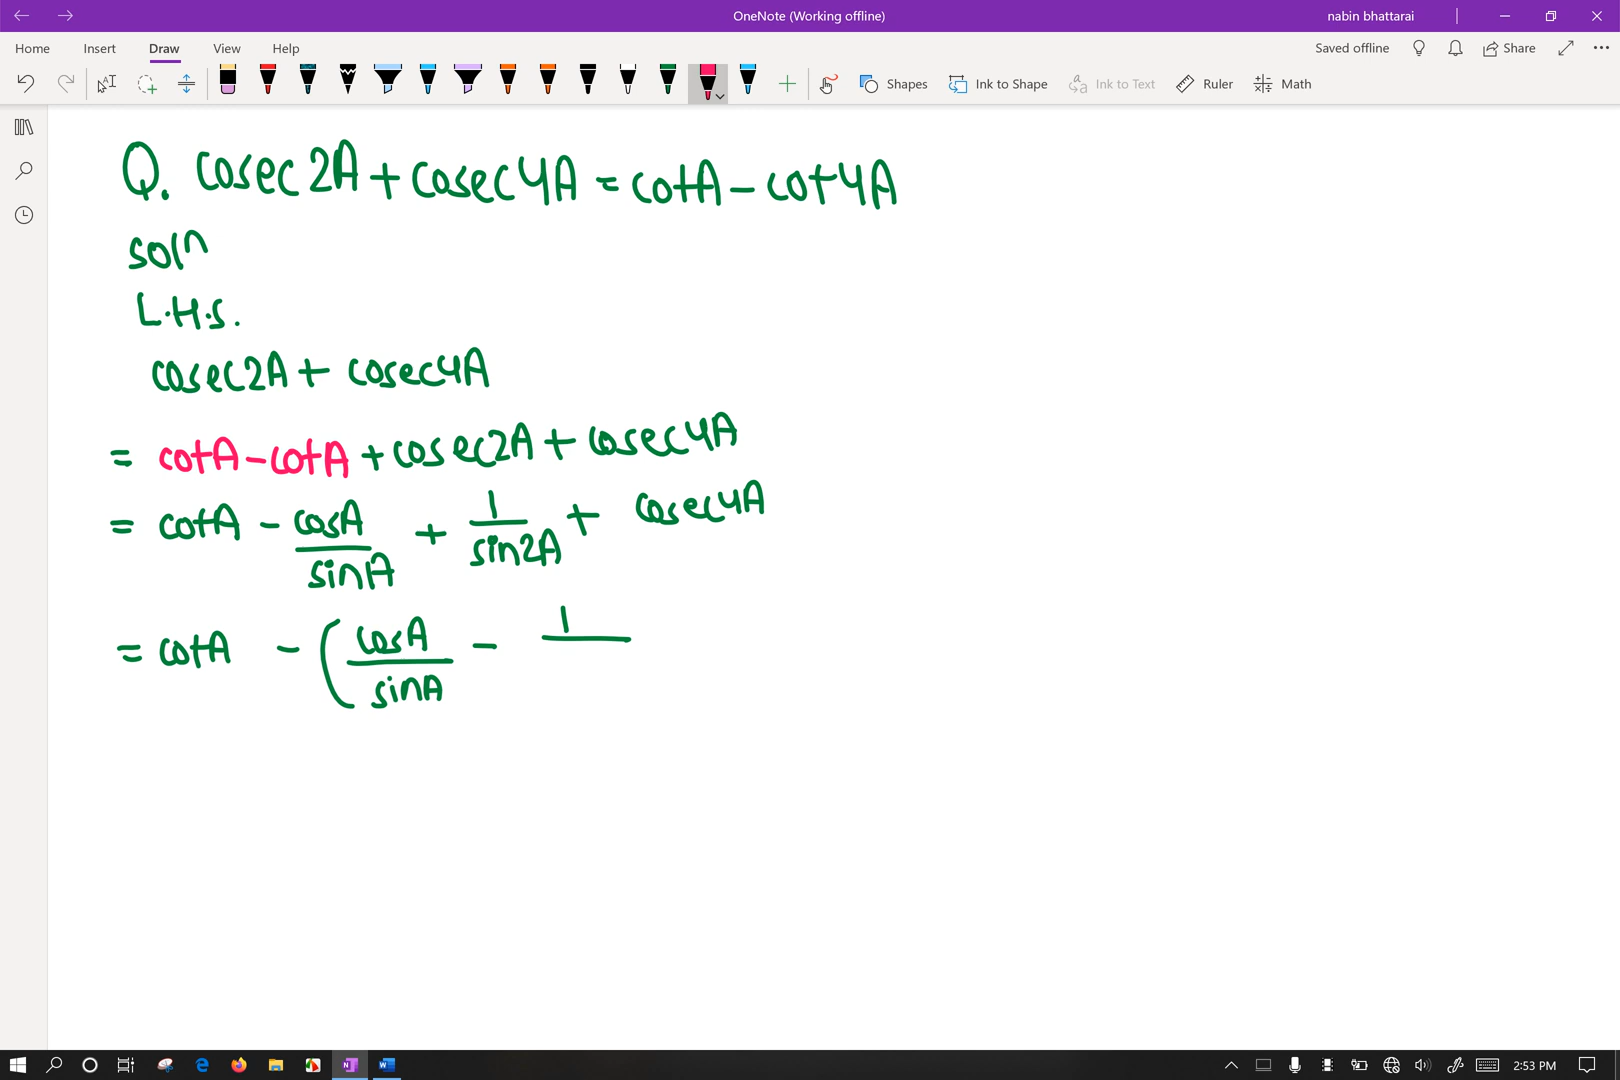 OneNote (Working offline)
nabin bhattarai
Home Insert Draw View Help
Saved offline Share
Shapes Ink to Shape Ink to Text Ruler Math
Q. cosec2A + cosec4A = cotA - cot4A
soln
L.H.S.
cosec2A + cosec4A
= cotA - cotA + cosec2A + cosec4A
= cotA - cosA/sinA + 1/sin2A + cosec4A
= cotA - (cosA/sinA - 1/
2:53 PM